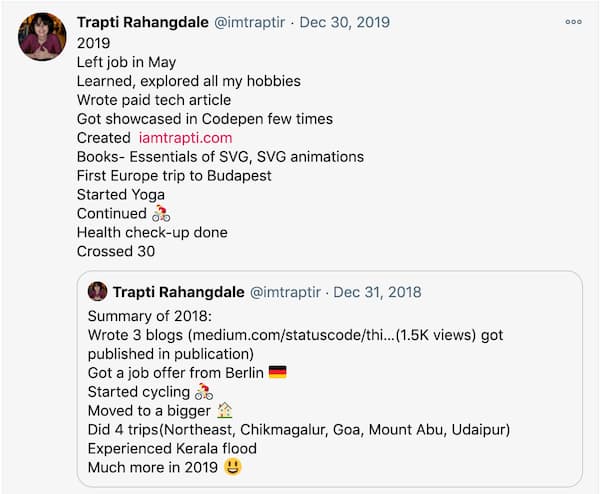 Trapti Rahangdale @imtraptir · Dec 30, 2019
2019
Left job in May
Learned, explored all my hobbies
Wrote paid tech article
Got showcased in Codepen few times
Created iamtrapti.com
Books- Essentials of SVG, SVG animations
First Europe trip to Budapest
Started Yoga
Continued 🚴
Health check-up done
Crossed 30
Trapti Rahangdale @imtraptir · Dec 31, 2018
Summary of 2018:
Wrote 3 blogs (medium.com/statuscode/thi...(1.5K views) got
published in publication)
Got a job offer from Berlin 🇩🇪
Started cycling 🚴
Moved to a bigger 🏡
Did 4 trips(Northeast, Chikmagalur, Goa, Mount Abu, Udaipur)
Experienced Kerala flood
Much more in 2019 😃